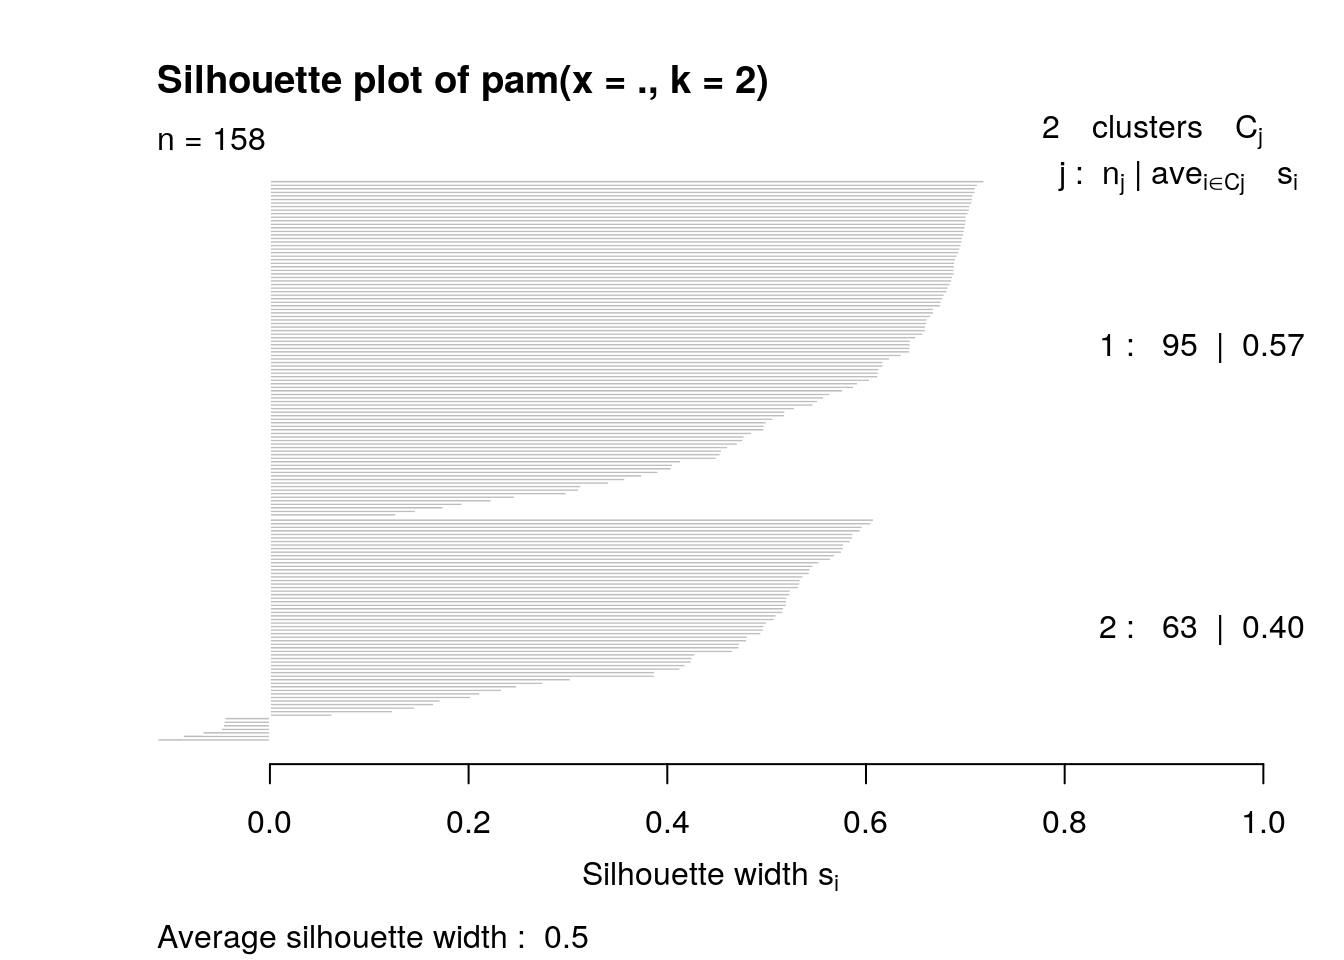 Silhouette plot of pam(x = ., k = 2)
n = 158
2 clusters Cj
j : nj | avei∈Cj si
1 : 95 | 0.57
2 : 63 | 0.40
0.0 0.2 0.4 0.6 0.8 1.0
Silhouette width si
Average silhouette width : 0.5